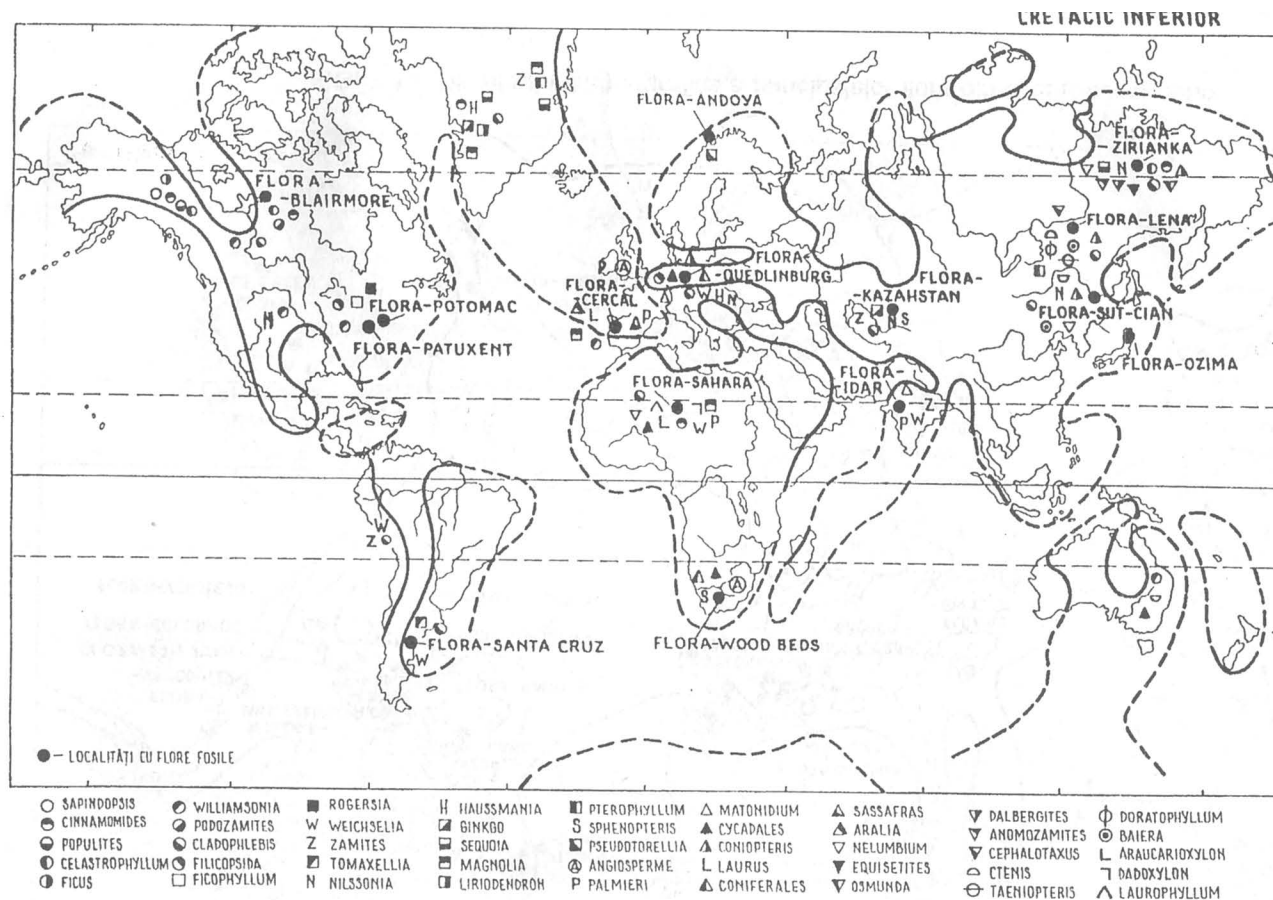 CRETACIC INFERIOR
FLORA-ANDOYA
FLORA-
-ZIRIANKA
N
Z
H
Z
FLORA-
-BLAIRMORE
FLORA-LENA
P A
FLORA-
-QUEDLINBURG
FLORA-
CERCAL
W H N
FLORA-
KAZAHSTAN
N
L P
Z N S
FLORA-SUT-CIAN
FLORA-POTOMAC
H
N
FLORA-PATUXENT
FLORA-OZIMA
FLORA-SAHARA
FLORA-
-IDAR
Z
L W P
P W
W
Z
A
S
FLORA-SANTA CRUZ
FLORA-WOOD BEDS
W
- LOCALITĂȚI CU FLORE FOSILE
SAPINDOPSIS
CINNAMOMIDES
POPULITES
CELASTROPHYLLUM
FICUS
WILLIAMSONIA
PODOZAMITES
CLADOPHLEBIS
FILICOPSIDA
FICOPHYLLUM
ROGERSIA
W WEICHSELIA
Z ZAMITES
TOMAXELLIA
N NILSSONIA
H HAUSSMANIA
GINKGO
SEQUOIA
MAGNOLIA
LIRIODENDRON
PTEROPHYLLUM
S SPHENOPTERIS
PSEUDOTORELLIA
A ANGIOSPERME
P PALMIERI
MATONIDIUM
CYCADALES
CONIOPTERIS
L LAURUS
CONIFERALES
SASSAFRAS
ARALIA
NELUMBIUM
EQUISETITES
OSMUNDA
DALBERGITES
ANOMOZAMITES
CEPHALOTAXUS
CTENIS
TAENIOPTERIS
DORATOPHYLLUM
BAIERA
ARAUCARIOXYLON
DADOXYLON
LAUROPHYLLUM